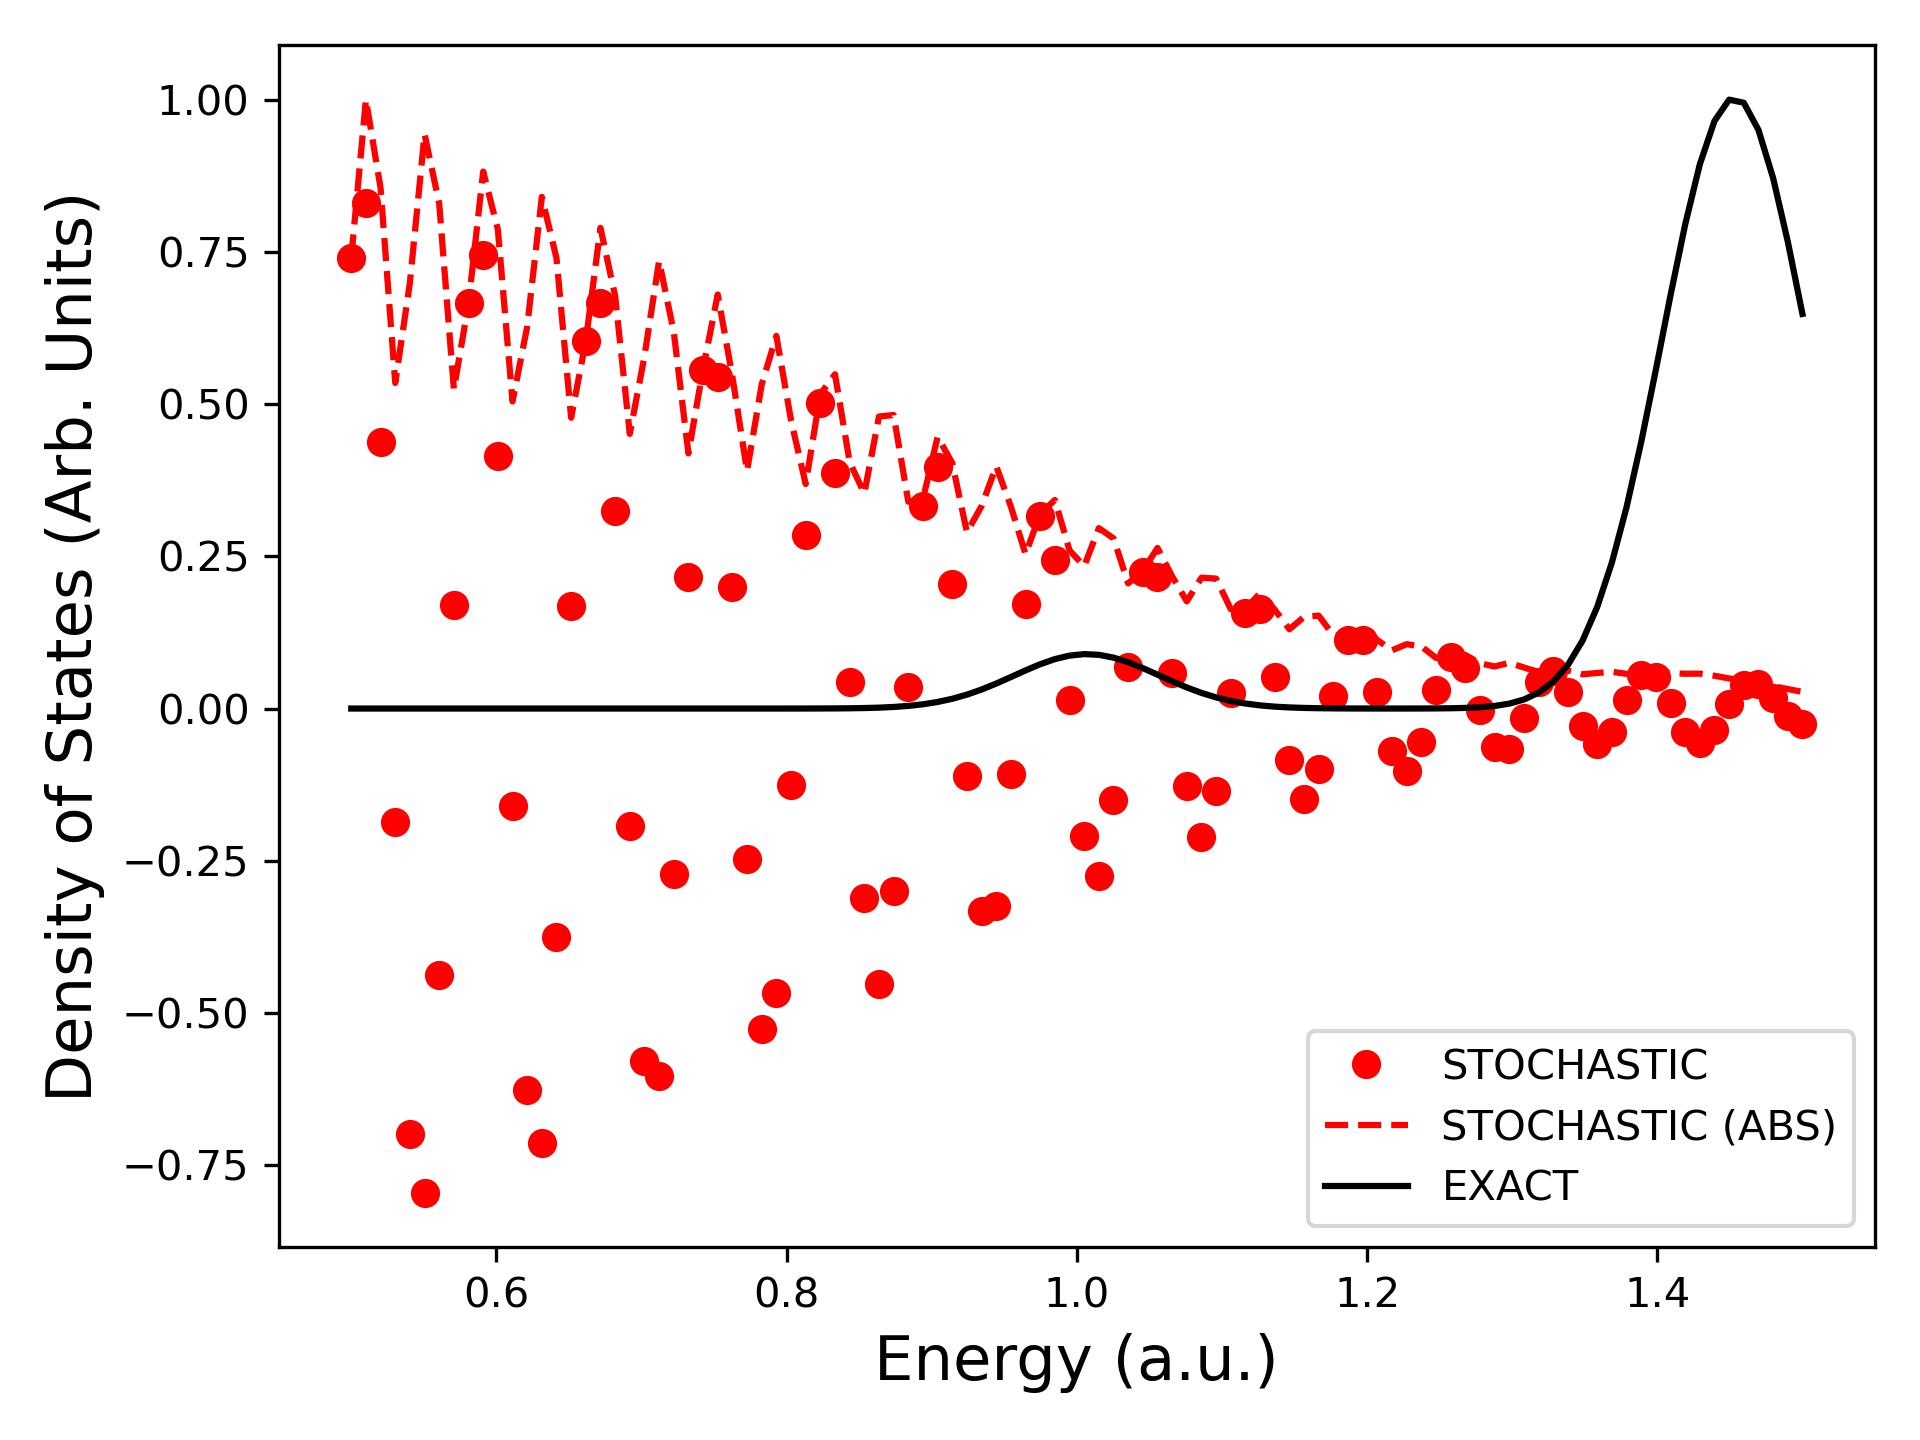 Density of States (Arb. Units)
1.00
0.75
0.50
0.25
0.00
−0.25
−0.50
−0.75
0.6
0.8
1.0
1.2
1.4
Energy (a.u.)
STOCHASTIC
STOCHASTIC (ABS)
EXACT